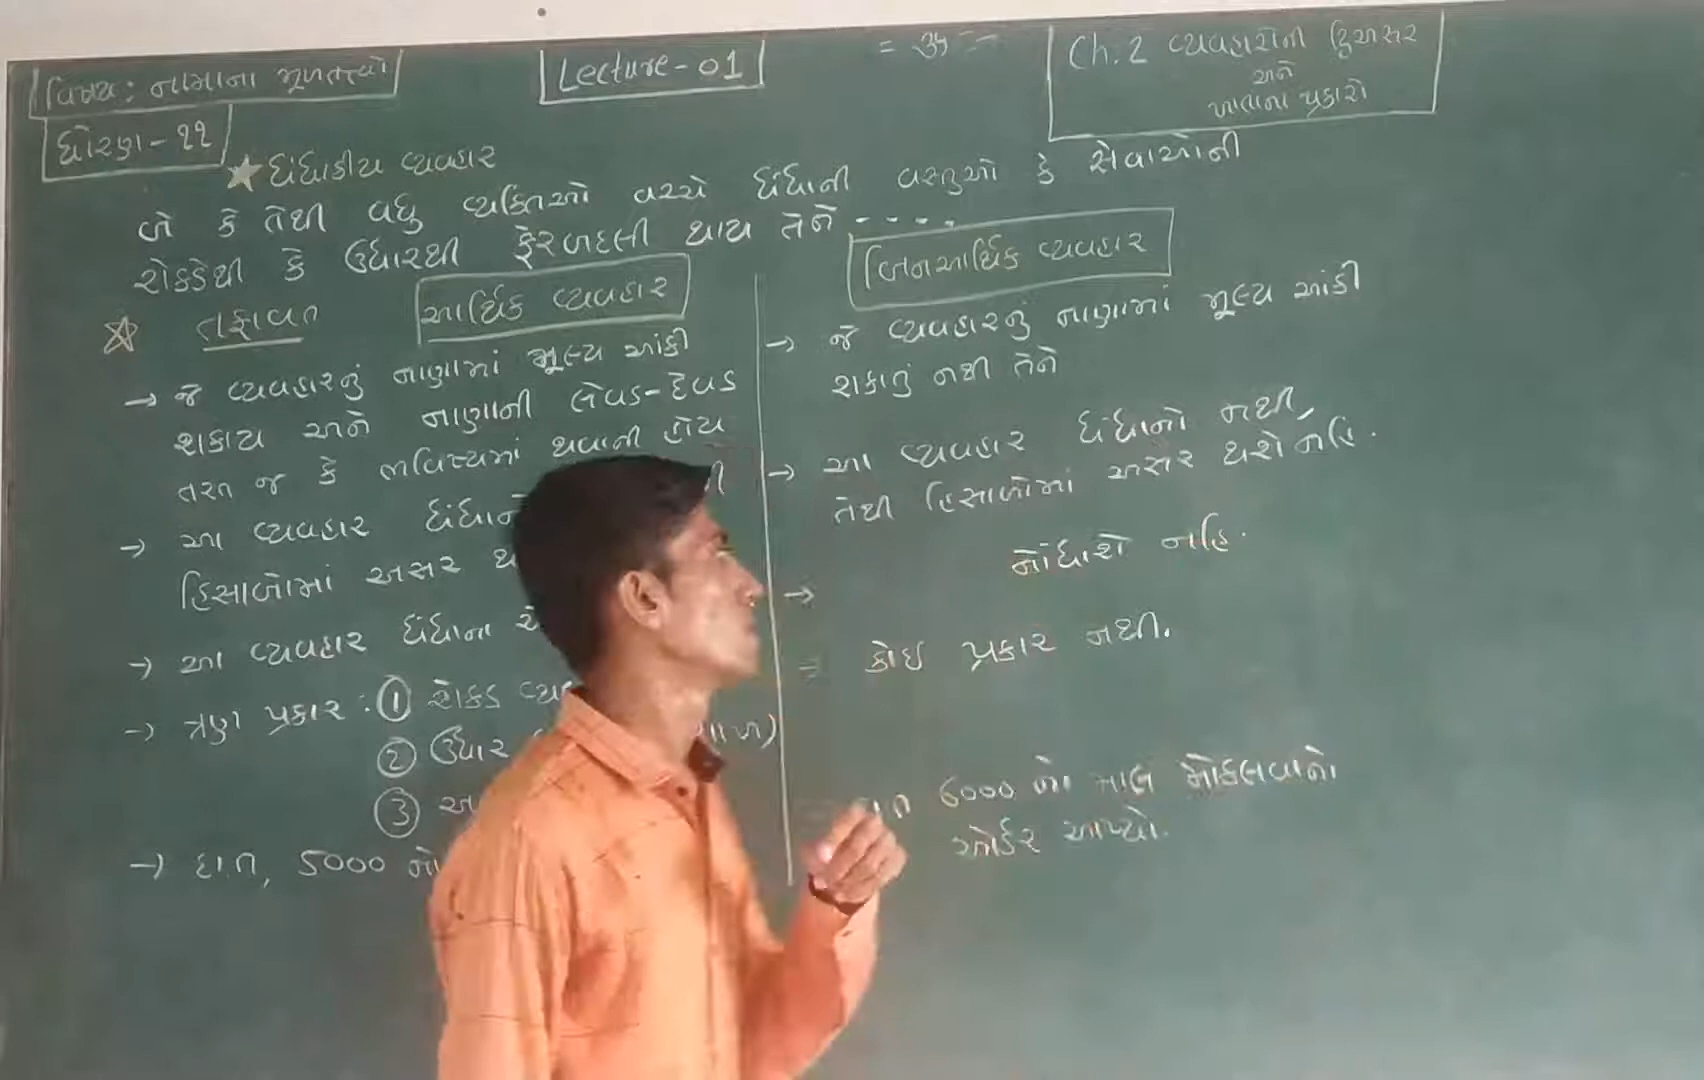 વિષય : નામાના મૂળતત્ત્વો
Lecture-01
= ૐ =
Ch.2 વ્યવહારોની દ્વિઅસર
અને
ખાતાના પ્રકારો
ધોરણ-૧૧
★ ધંધાકીય વ્યવહાર
બે કે તેથી વધુ વ્યક્તિઓ વચ્ચે ધંધાની વસ્તુઓ કે સેવાઓની
રોકડેથી કે ઉધારથી ફેરબદલી થાય તેને ....
☆ તફાવત
આર્થિક વ્યવહાર
→ જે વ્યવહારનું નાણામાં મૂલ્ય આંકી
શકાય અને નાણાની લેવડ-દેવડ
તરત જ કે ભવિષ્યમાં થવાની હોય
→ આ વ્યવહાર
હિસાબોમાં અસર
→ આ વ્યવહાર ધંધાના
→ ત્રણ પ્રકાર : ① રોકડ
② ઉધાર
③
→ દા.ત, 5000 નો
બિનઆર્થિક વ્યવહાર
→ જે વ્યવહારનું નાણામાં મૂલ્ય આંકી
શકાતું નથી તેને
→ આ વ્યવહાર ધંધાનો નથી,
તેથી હિસાબોમાં અસર થશે નહિ.
→ નોંધાશે નહિ.
→ કોઇ પ્રકાર નથી.
6000 નો માલ મોકલવાનો
ઓર્ડર આપ્યો.